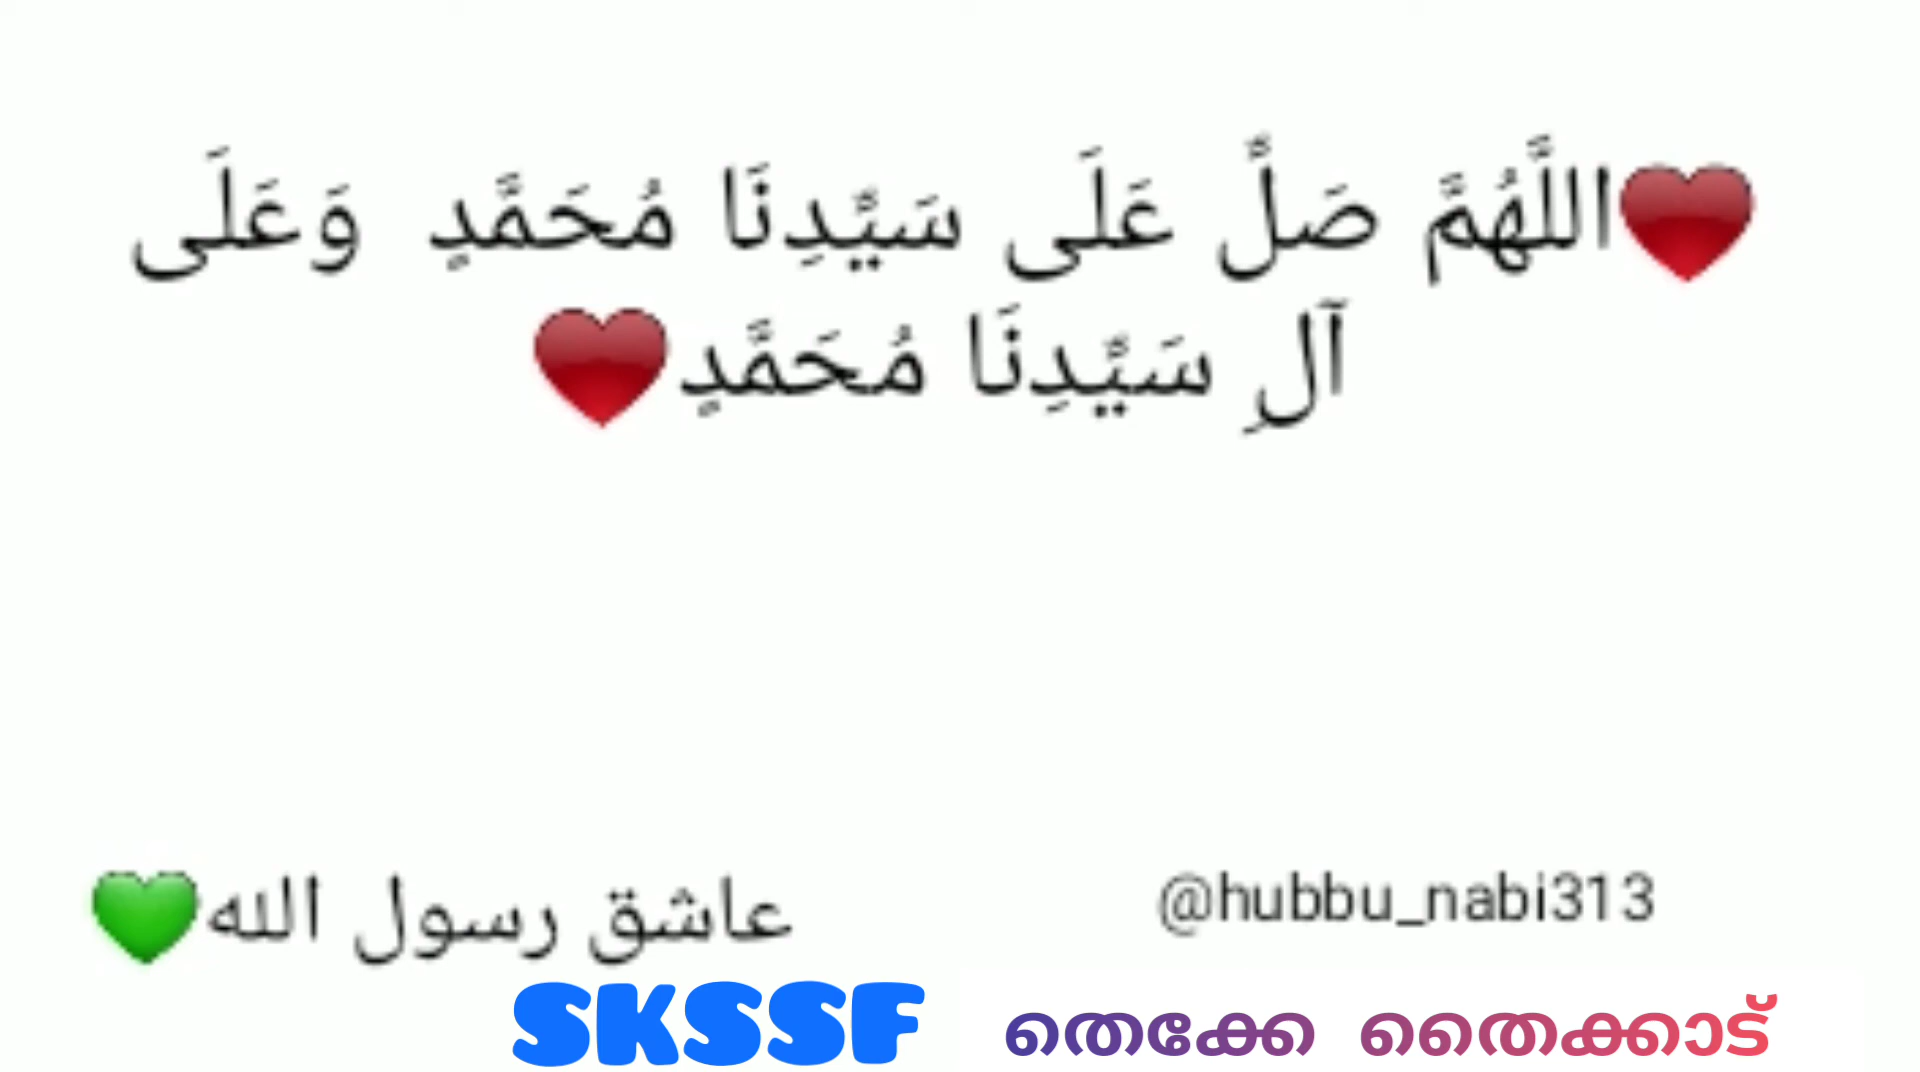 ❤️اللَّهُمَّ صَلِّ عَلَى سَيِّدِنَا مُحَمَّدٍ وَعَلَى
آلِ سَيِّدِنَا مُحَمَّدٍ❤️
عاشق رسول الله💚
@hubbu_nabi313
SKSSF തെക്കേ തൈക്കാട്